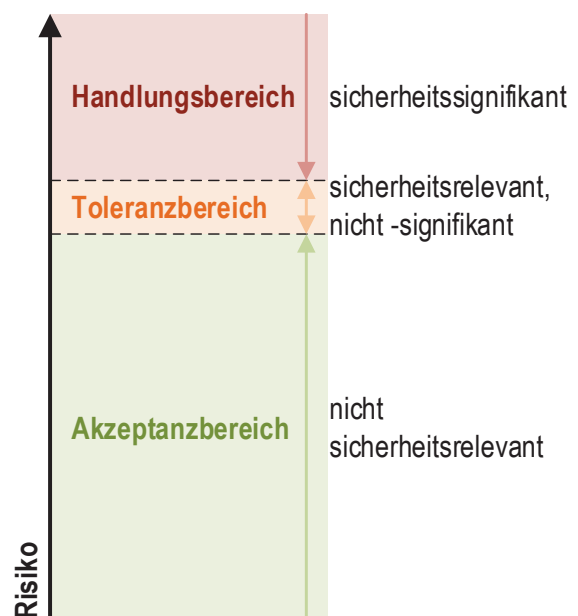 Handlungsbereich
sicherheitssignifikant
Toleranzbereich
sicherheitsrelevant,
nicht -signifikant
Akzeptanzbereich
nicht
sicherheitsrelevant
Risiko